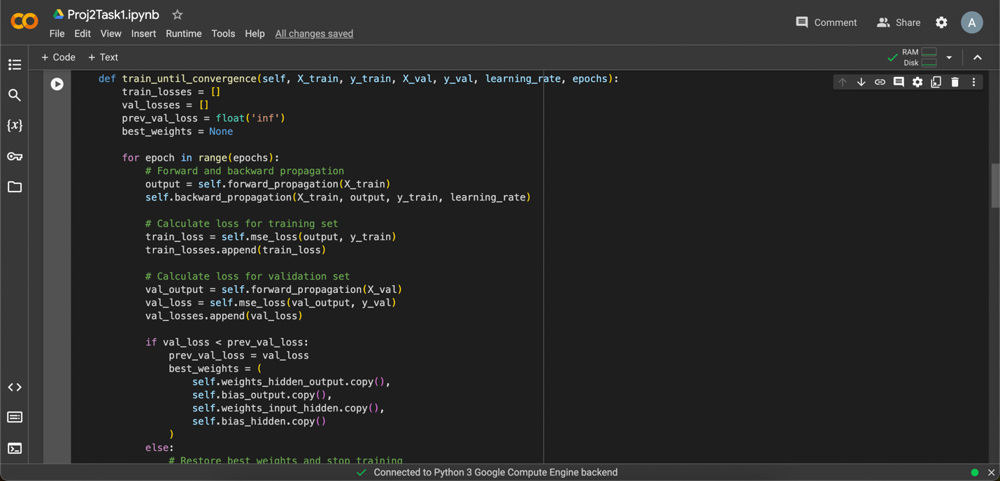 Proj2Task1.ipynb
File Edit View Insert Runtime Tools Help All changes saved
Comment Share A
+ Code + Text
RAM
Disk
{x}
def train_until_convergence(self, X_train, y_train, X_val, y_val, learning_rate, epochs):
train_losses = []
val_losses = []
prev_val_loss = float('inf')
best_weights = None
for epoch in range(epochs):
# Forward and backward propagation
output = self.forward_propagation(X_train)
self.backward_propagation(X_train, output, y_train, learning_rate)
# Calculate loss for training set
train_loss = self.mse_loss(output, y_train)
train_losses.append(train_loss)
# Calculate loss for validation set
val_output = self.forward_propagation(X_val)
val_loss = self.mse_loss(val_output, y_val)
val_losses.append(val_loss)
if val_loss < prev_val_loss:
prev_val_loss = val_loss
best_weights = (
self.weights_hidden_output.copy(),
self.bias_output.copy(),
self.weights_input_hidden.copy(),
self.bias_hidden.copy()
)
else:
# Restore best weights and stop training
Connected to Python 3 Google Compute Engine backend